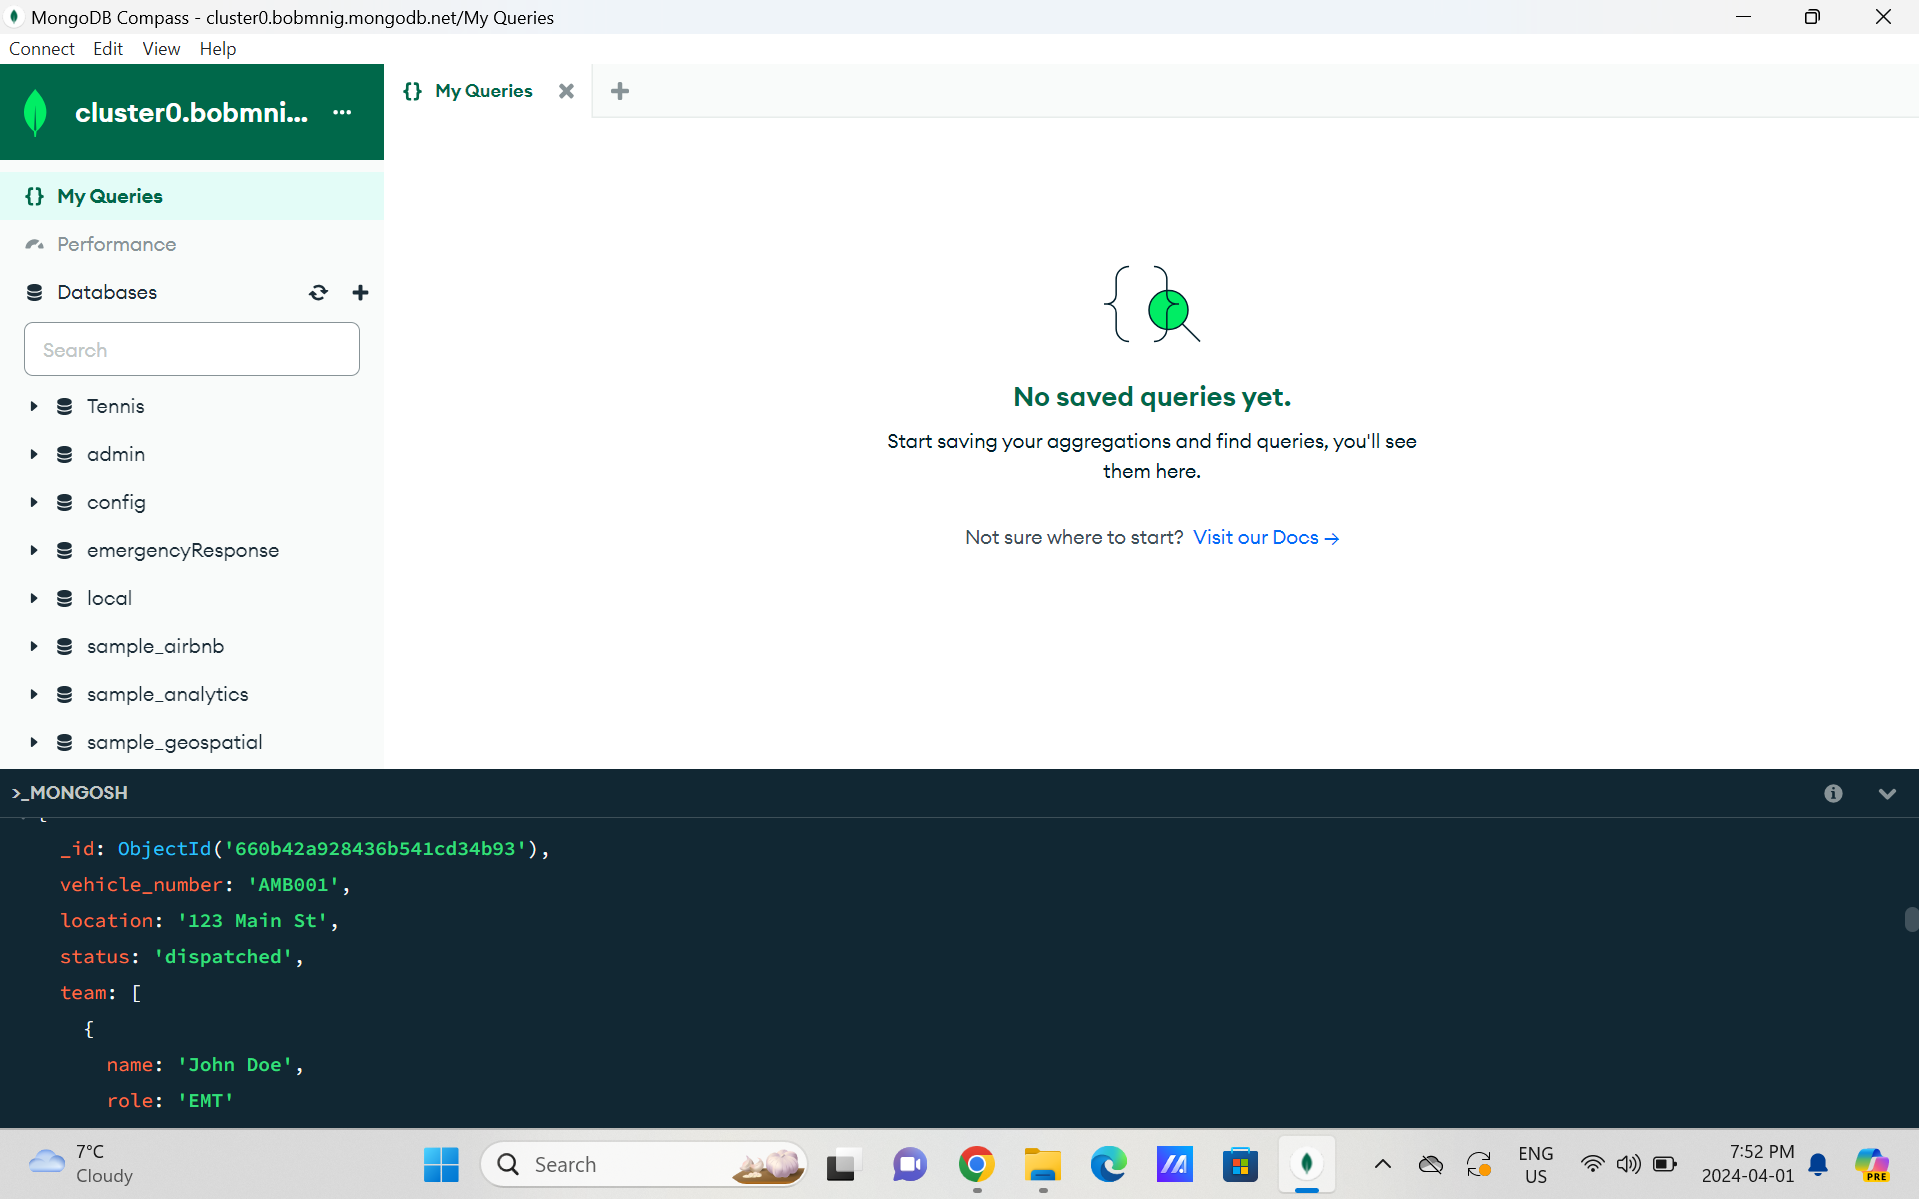 MongoDB Compass - cluster0.bobmnig.mongodb.net/My Queries
Connect Edit View Help
cluster0.bobmni... ...
{} My Queries
{} My Queries
Performance
Databases
Search
Tennis
admin
config
emergencyResponse
local
sample_airbnb
sample_analytics
sample_geospatial
No saved queries yet.
Start saving your aggregations and find queries, you'll see
them here.
Not sure where to start? Visit our Docs →
>_MONGOSH
{
_id: ObjectId('660b42a928436b541cd34b93'),
vehicle_number: 'AMB001',
location: '123 Main St',
status: 'dispatched',
team: [
{
name: 'John Doe',
role: 'EMT'
7°C
Cloudy
Search
ENG
US
7:52 PM
2024-04-01
PRE